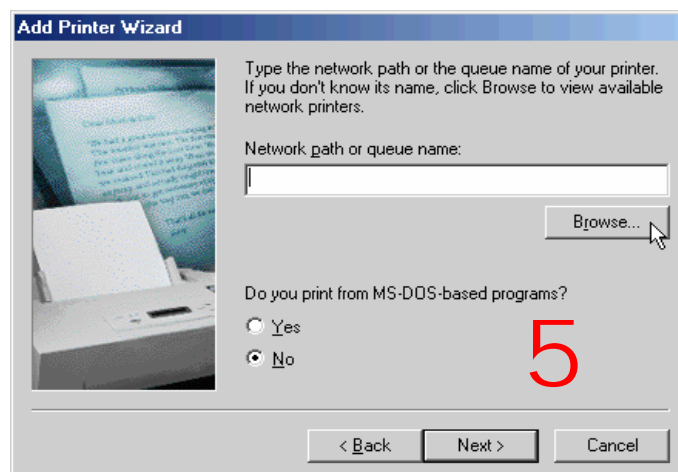 Add Printer Wizard
Type the network path or the queue name of your printer.
If you don't know its name, click Browse to view available
network printers.
Network path or queue name:
Browse...
Do you print from MS-DOS-based programs?
Yes
No
5
< Back
Next >
Cancel